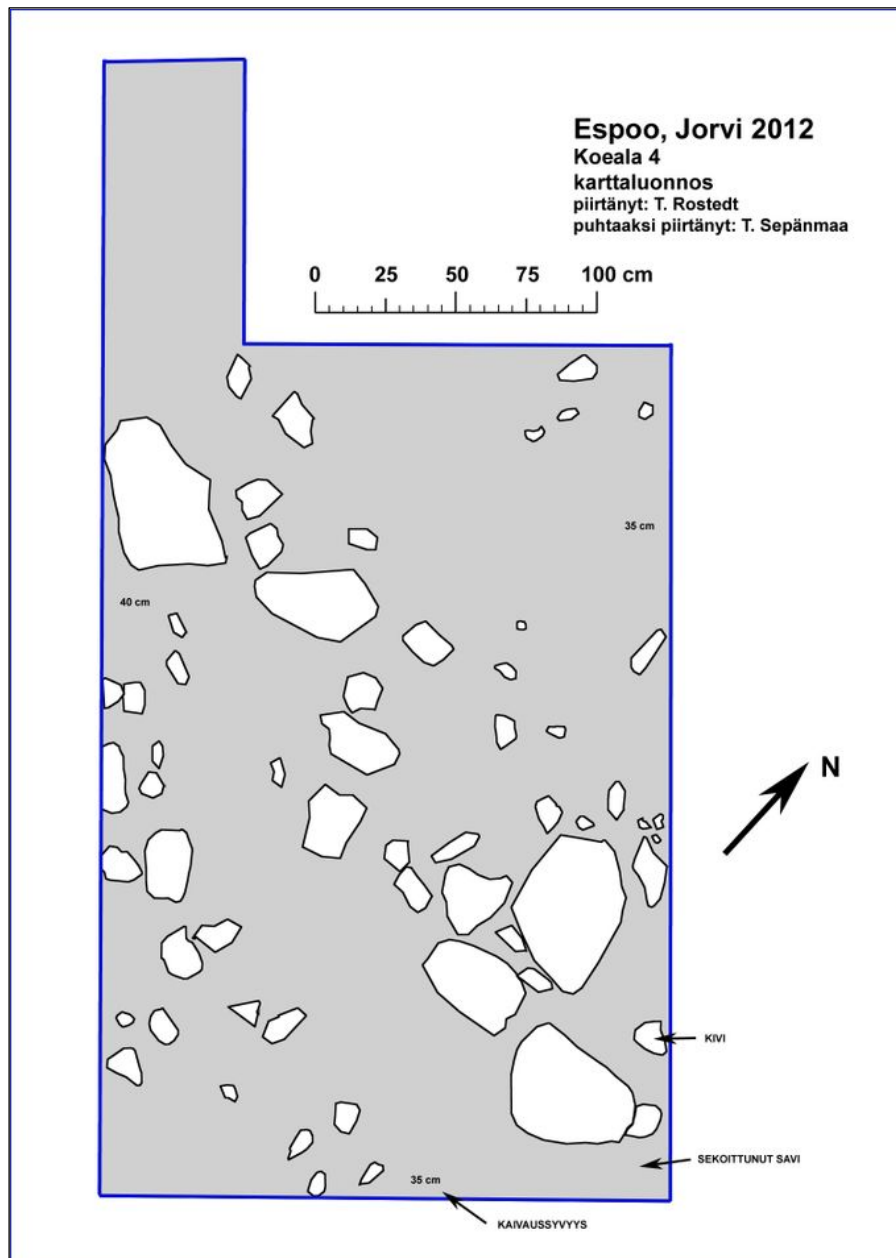 Espoo, Jorvi 2012
Koeala 4
karttaluonnos
piirtänyt: T. Rostedt
puhtaaksi piirtänyt: T. Sepänmaa
0 25 50 75 100 cm
35 cm
40 cm
N
KIVI
SEKOITTUNUT SAVI
35 cm
KAIVAUSSYVYYS